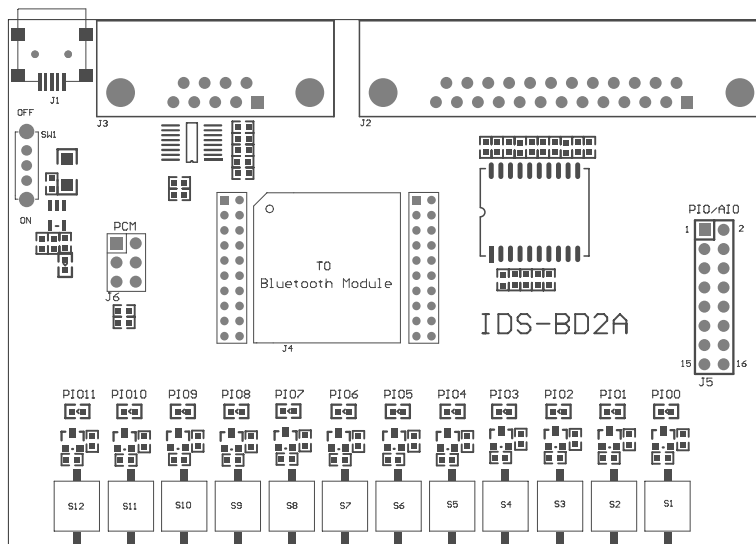 J1
OFF
SW1
ON
J3
J2
PCM
J6
TO
Bluetooth Module
J4
IDS-BD2A
PIO/AIO
1 2
15 16
J5
PIO11 PIO10 PIO9 PIO8 PIO7 PIO6 PIO5 PIO4 PIO3 PIO2 PIO1 PIO0
S12 S11 S10 S9 S8 S7 S6 S5 S4 S3 S2 S1